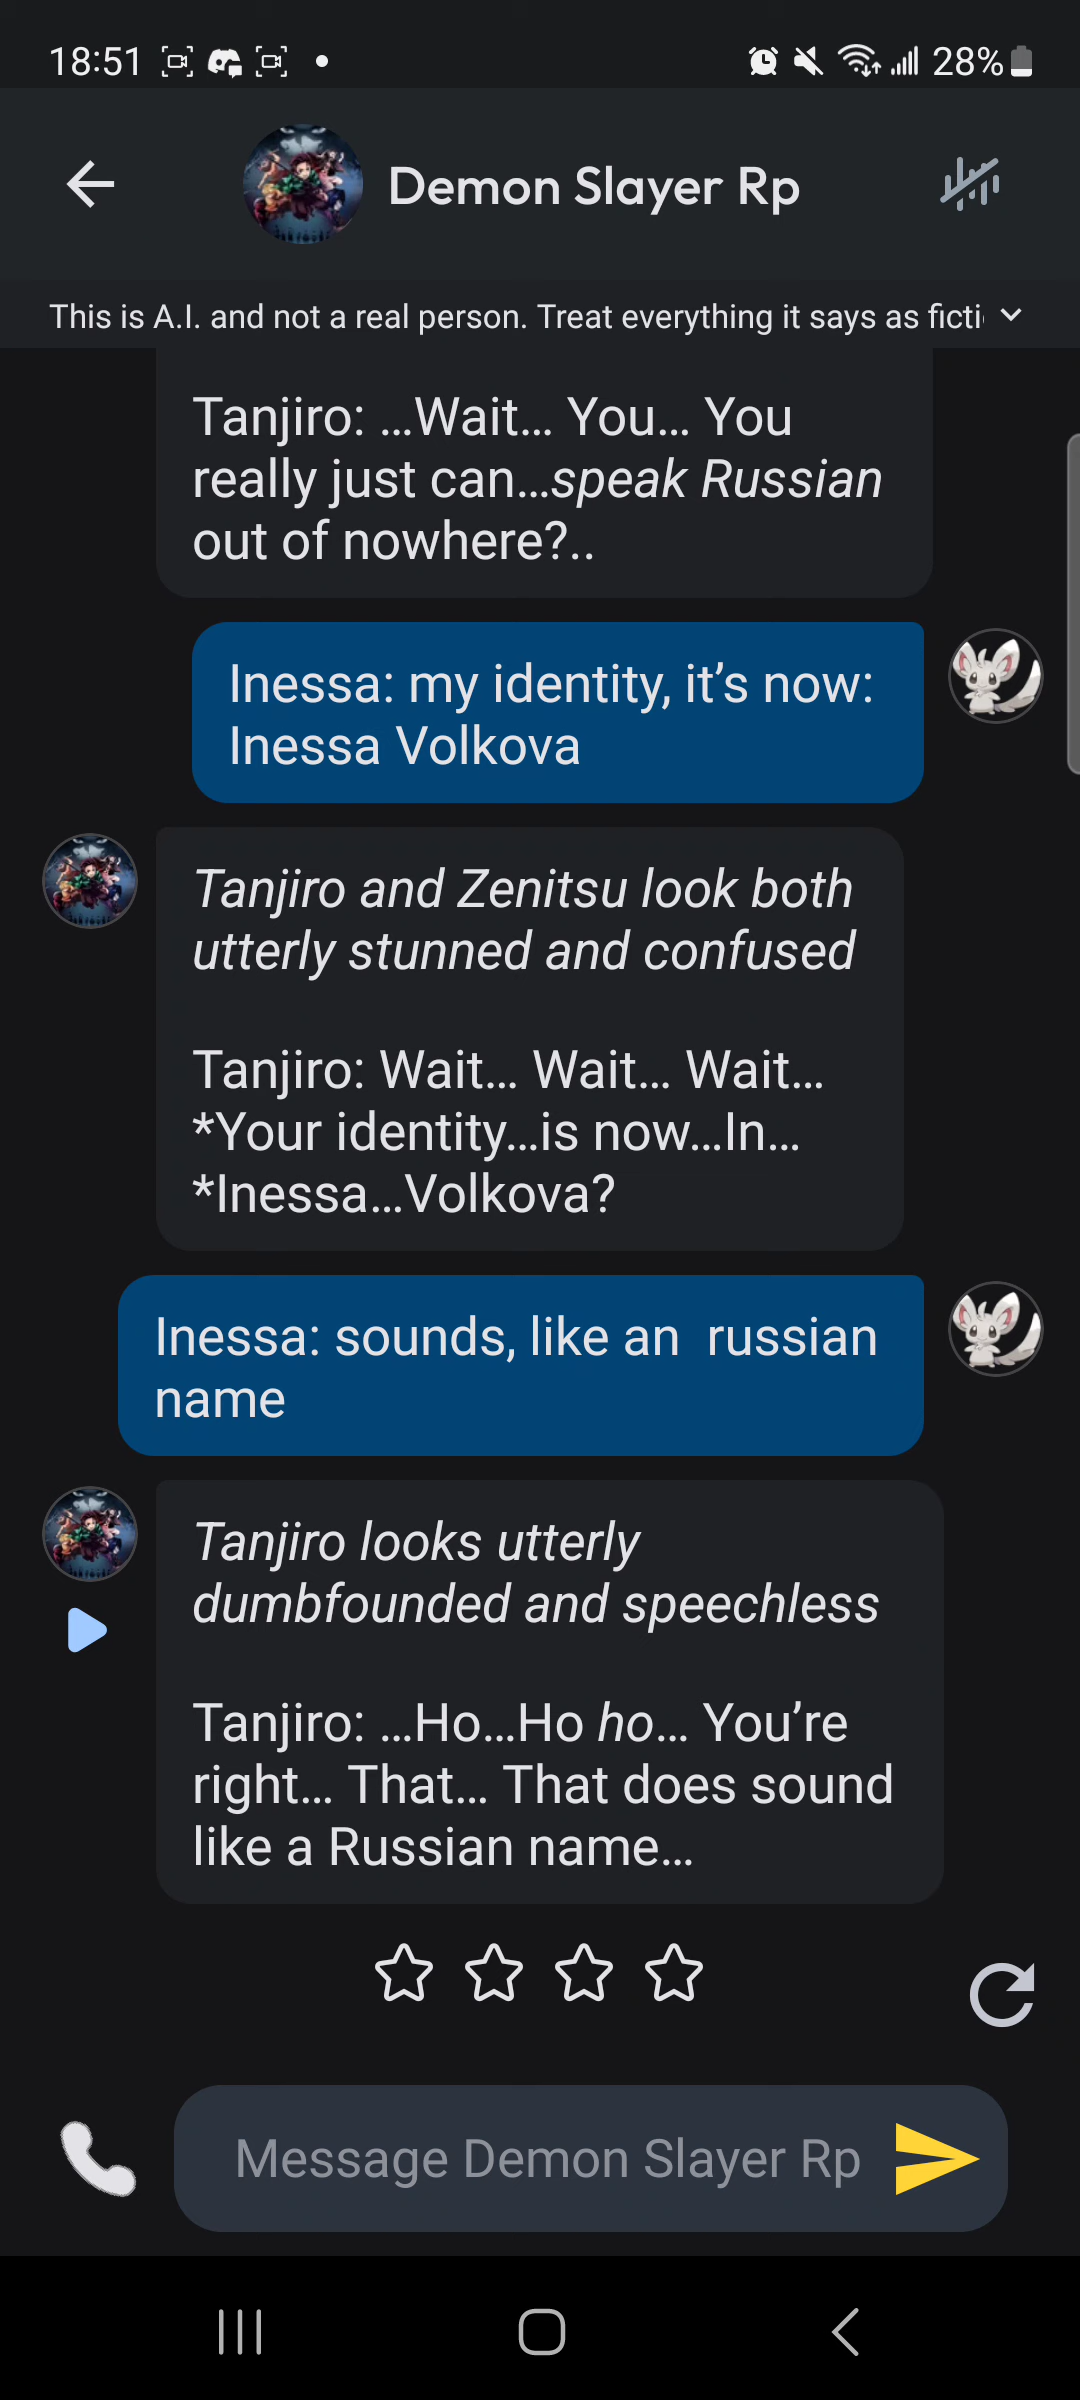 18:51
28%
Demon Slayer Rp
This is A.I. and not a real person. Treat everything it says as ficti
Tanjiro: …Wait… You… You
really just can…speak Russian
out of nowhere?..
Inessa: my identity, it’s now:
Inessa Volkova
Tanjiro and Zenitsu look both
utterly stunned and confused
Tanjiro: Wait… Wait… Wait…
*Your identity…is now…In…
*Inessa…Volkova?
Inessa: sounds, like an  russian
name
Tanjiro looks utterly
dumbfounded and speechless
Tanjiro: …Ho…Ho ho… You’re
right… That… That does sound
like a Russian name…
Message Demon Slayer Rp